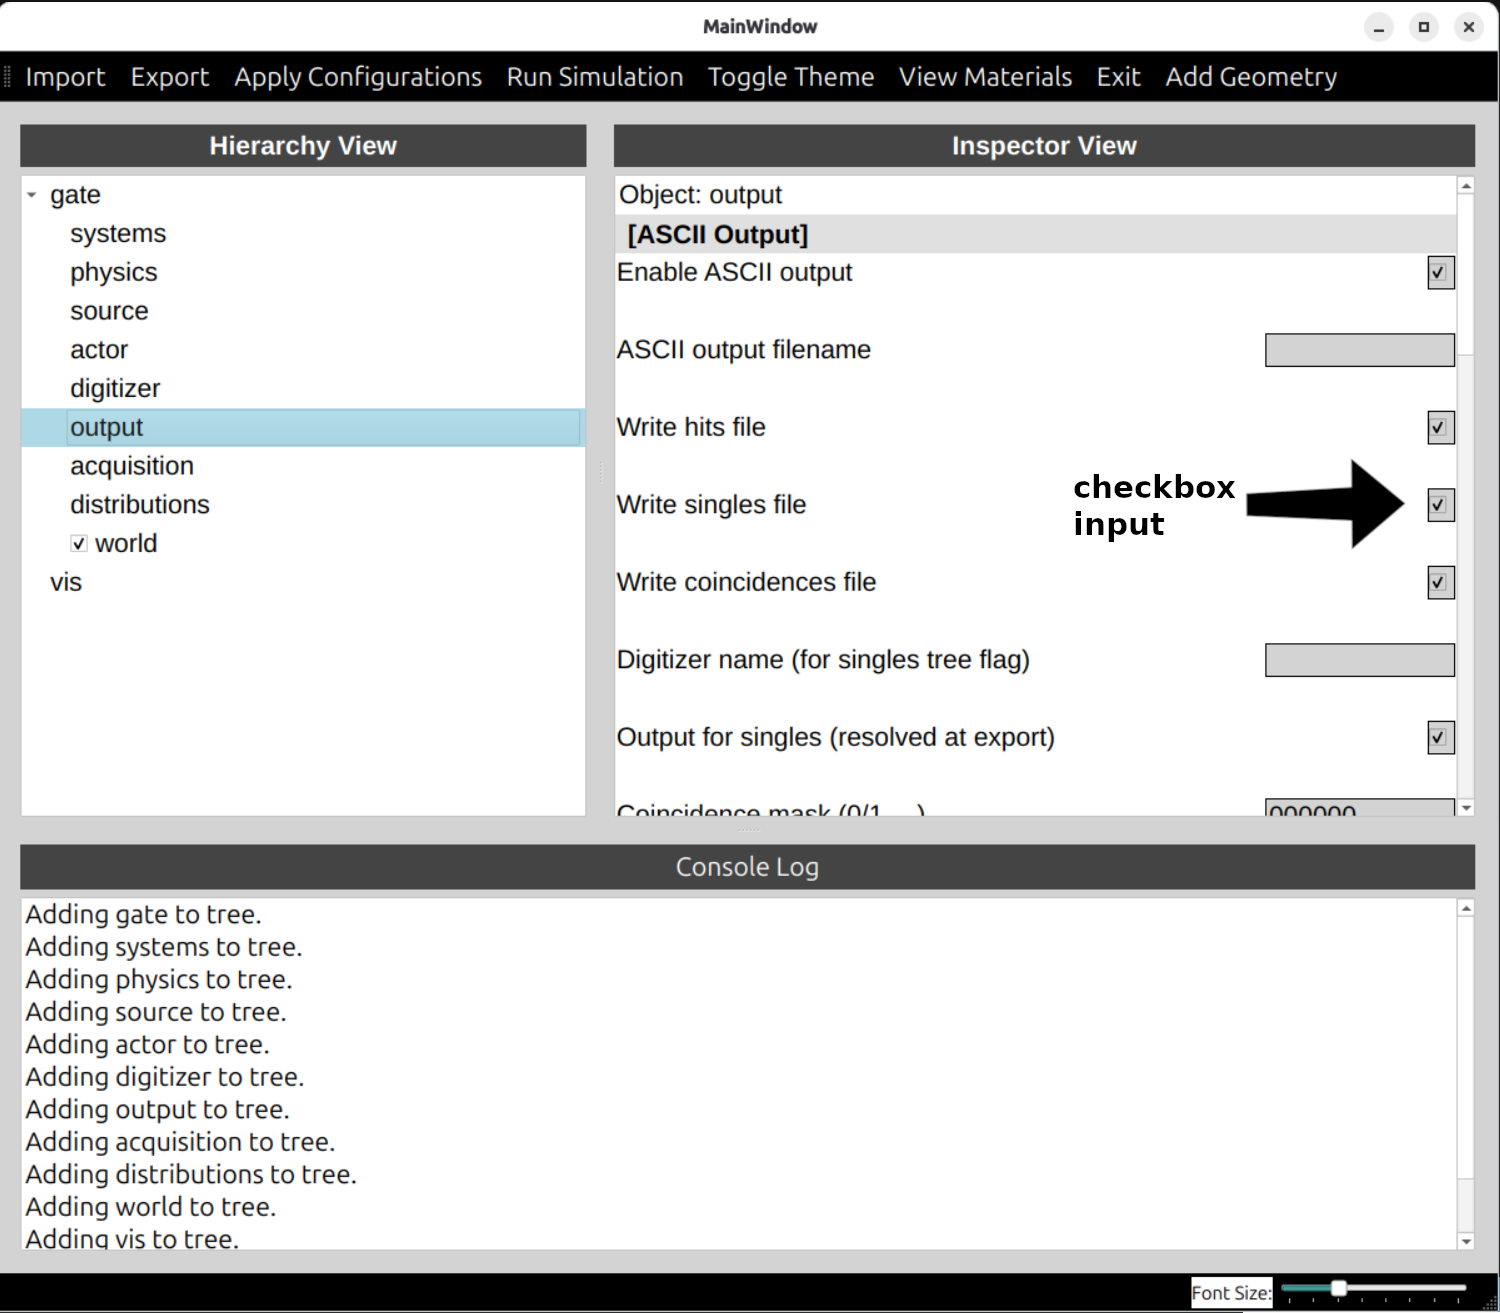 MainWindow
Import Export Apply Configurations Run Simulation Toggle Theme View Materials Exit Add Geometry
Hierarchy View
gate
systems
physics
source
actor
digitizer
output
acquisition
distributions
world
vis
Inspector View
Object: output
[ASCII Output]
Enable ASCII output
ASCII output filename
Write hits file
Write singles file
checkbox
input
Write coincidences file
Digitizer name (for singles tree flag)
Output for singles (resolved at export)
Coincidence mask (0/1 ... ) 000000
Console Log
Adding gate to tree.
Adding systems to tree.
Adding physics to tree.
Adding source to tree.
Adding actor to tree.
Adding digitizer to tree.
Adding output to tree.
Adding acquisition to tree.
Adding distributions to tree.
Adding world to tree.
Adding vis to tree.
Font Size: